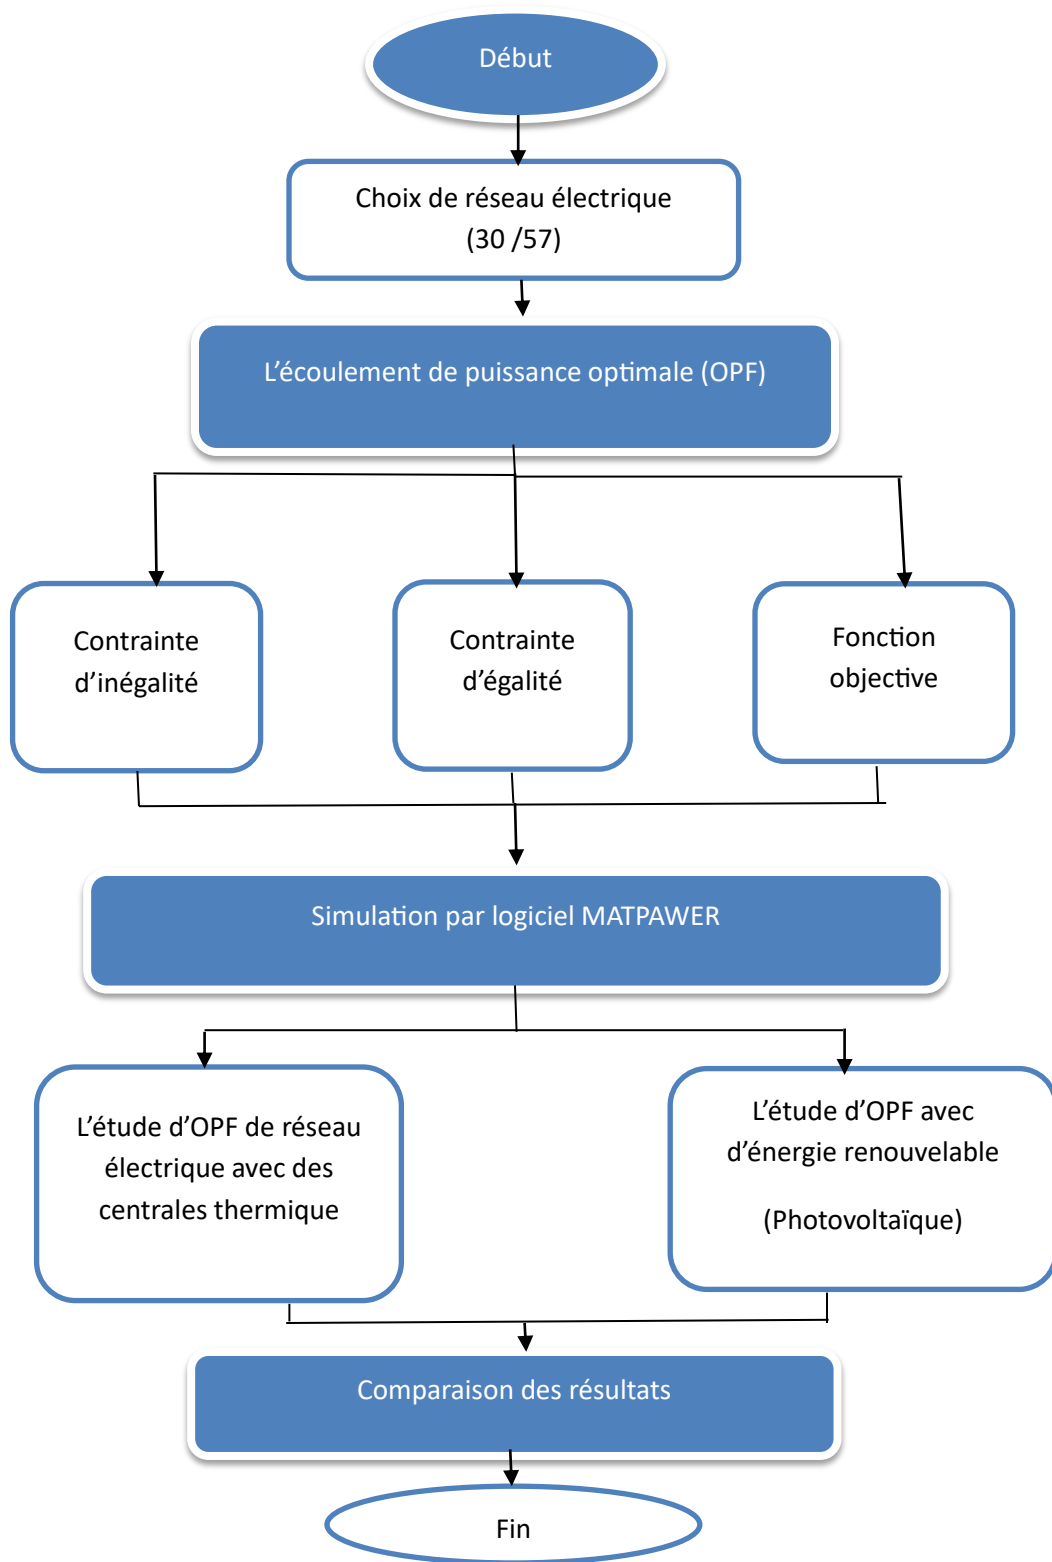 Début
Choix de réseau électrique
(30 /57)
L’écoulement de puissance optimale (OPF)
Contrainte
d’inégalité
Contrainte
d’égalité
Fonction
objective
Simulation par logiciel MATPAWER
L’étude d’OPF de réseau
électrique avec des
centrales thermique
L’étude d’OPF avec
d’énergie renouvelable
(Photovoltaïque)
Comparaison des résultats
Fin